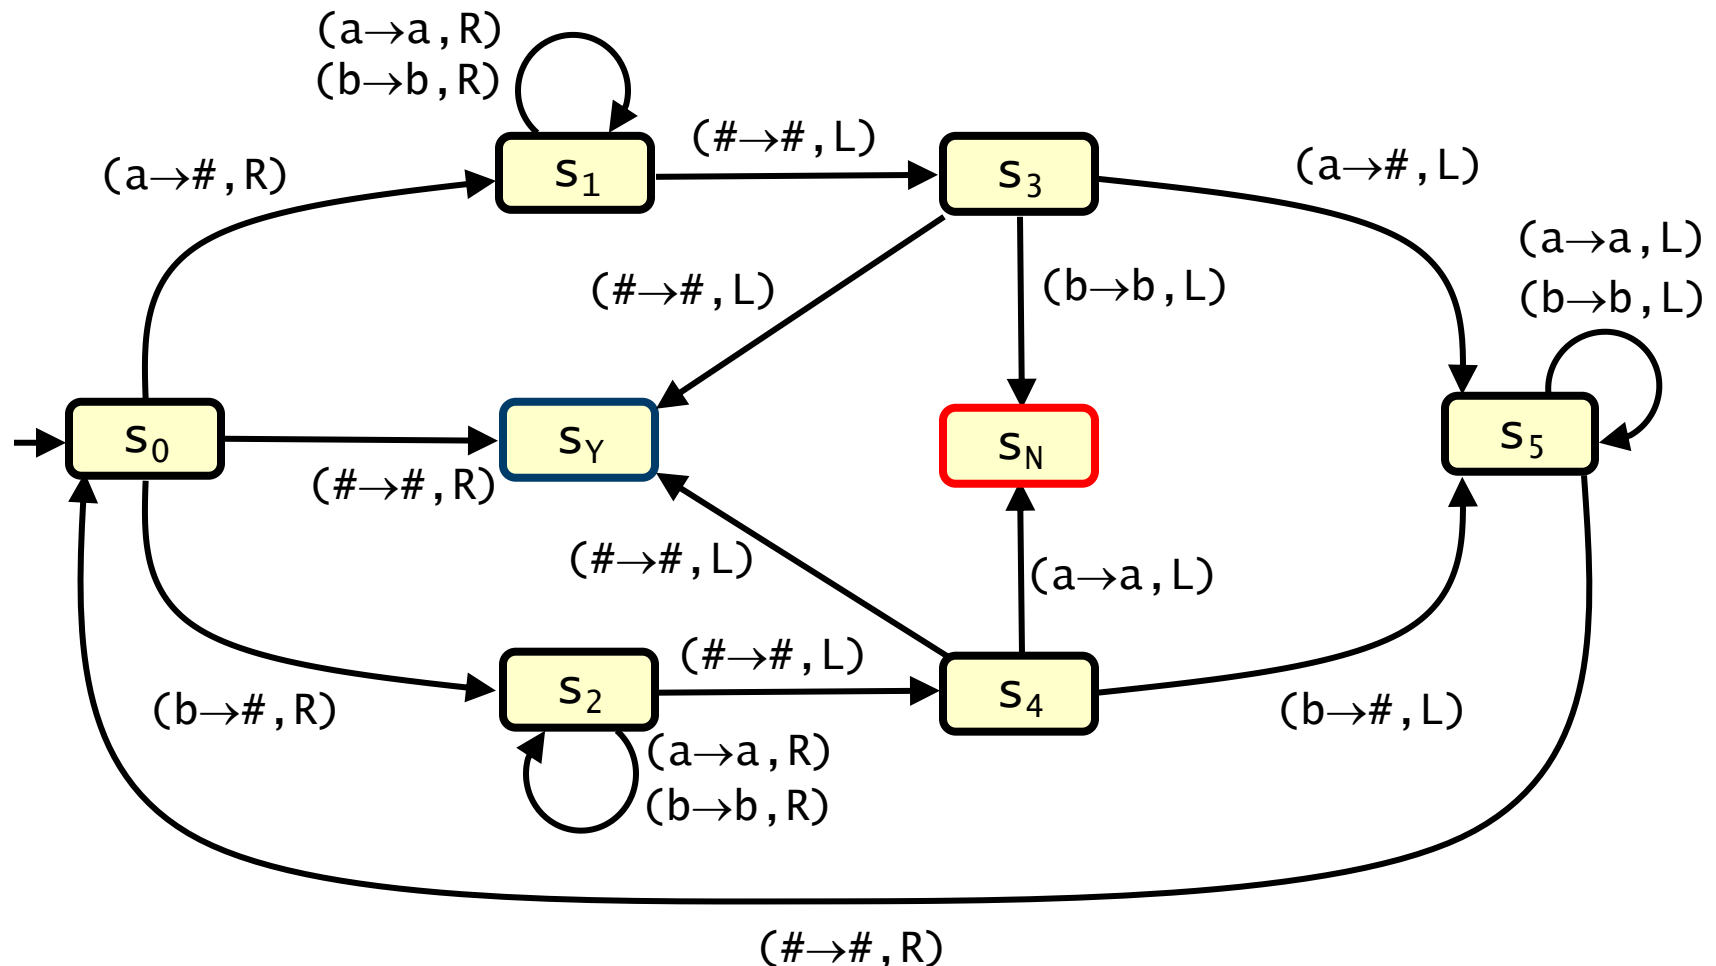 (a→a,R)
(b→b,R)
(#→#,L)
(a→#,R)
s1
s3
(a→#,L)
(a→a,L)
(b→b,L)
(#→#,L)
(b→b,L)
s0
sY
sN
s5
(#→#,R)
(#→#,L)
(a→a,L)
(#→#,L)
(b→#,R)
s2
s4
(b→#,L)
(a→a,R)
(b→b,R)
(#→#,R)